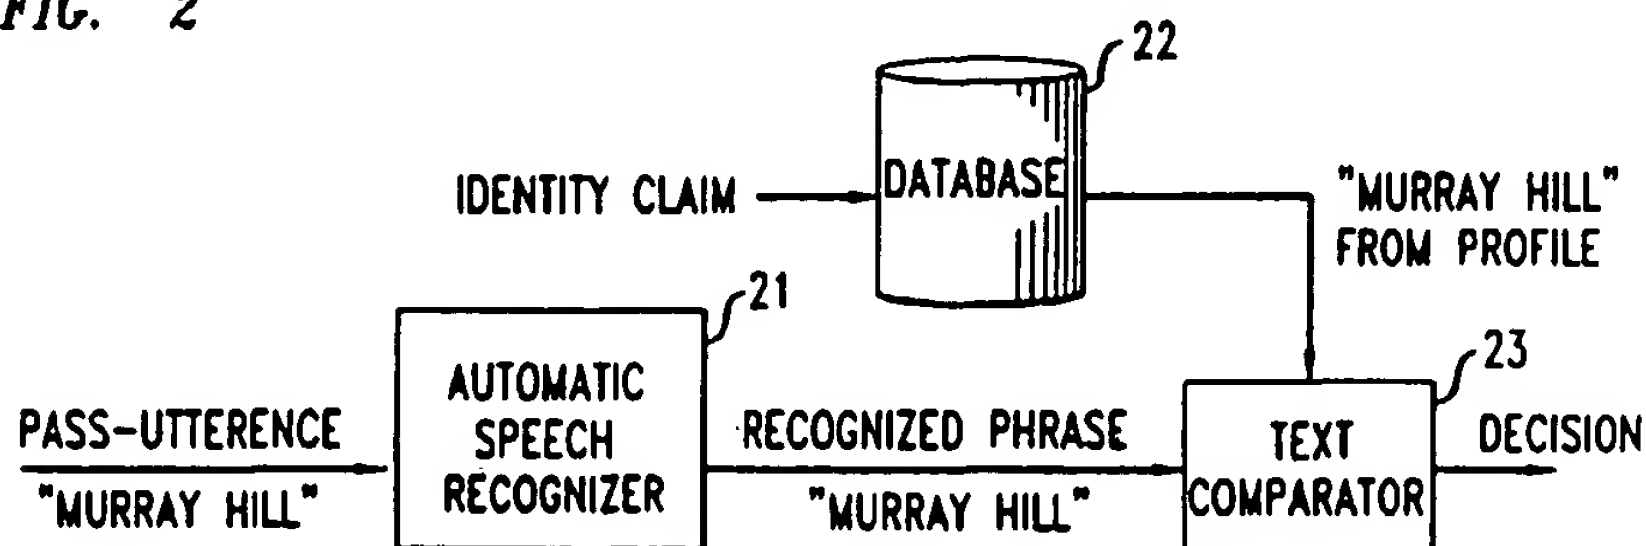 FIG. 2
22
DATABASE
IDENTITY CLAIM
"MURRAY HILL"
FROM PROFILE
21
23
AUTOMATIC
SPEECH
RECOGNIZER
PASS-UTTERENCE
"MURRAY HILL"
RECOGNIZED PHRASE
"MURRAY HILL"
TEXT
COMPARATOR
DECISION